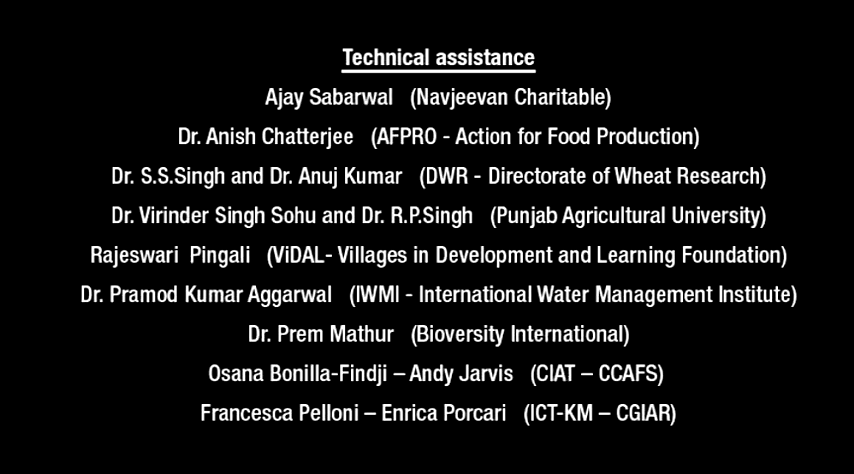 Technical assistance
Ajay Sabarwal (Navjeevan Charitable)
Dr. Anish Chatterjee (AFPRO - Action for Food Production)
Dr. S.S.Singh and Dr. Anuj Kumar (DWR - Directorate of Wheat Research)
Dr. Virinder Singh Sohu and Dr. R.P.Singh (Punjab Agricultural University)
Rajeswari Pingali (ViDAL- Villages in Development and Learning Foundation)
Dr. Pramod Kumar Aggarwal (IWMI - International Water Management Institute)
Dr. Prem Mathur (Bioversity International)
Osana Bonilla-Findji – Andy Jarvis (CIAT – CCAFS)
Francesca Pelloni – Enrica Porcari (ICT-KM – CGIAR)